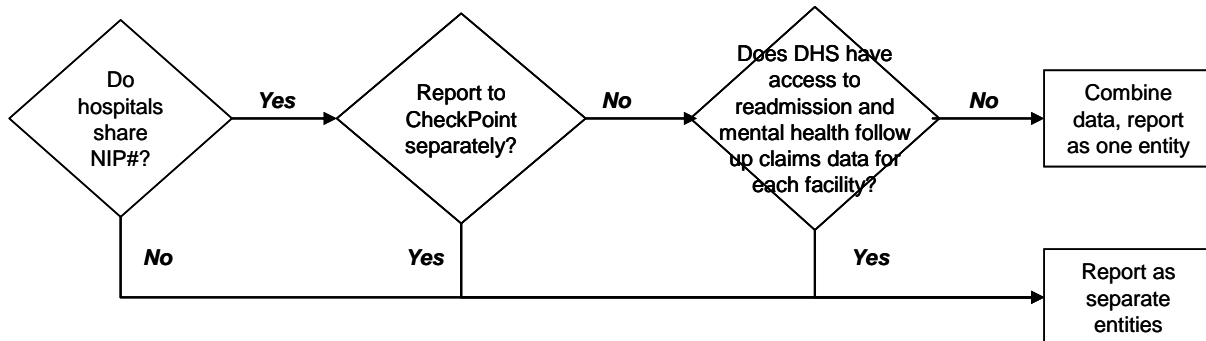 Do
hospitals
share
NIP#?
Yes
Report to
CheckPoint
separately?
No
Does DHS have
access to
readmission and
mental health follow
up claims data for
each facility?
No
Combine
data, report
as one entity
No
Yes
Yes
Report as
separate
entities